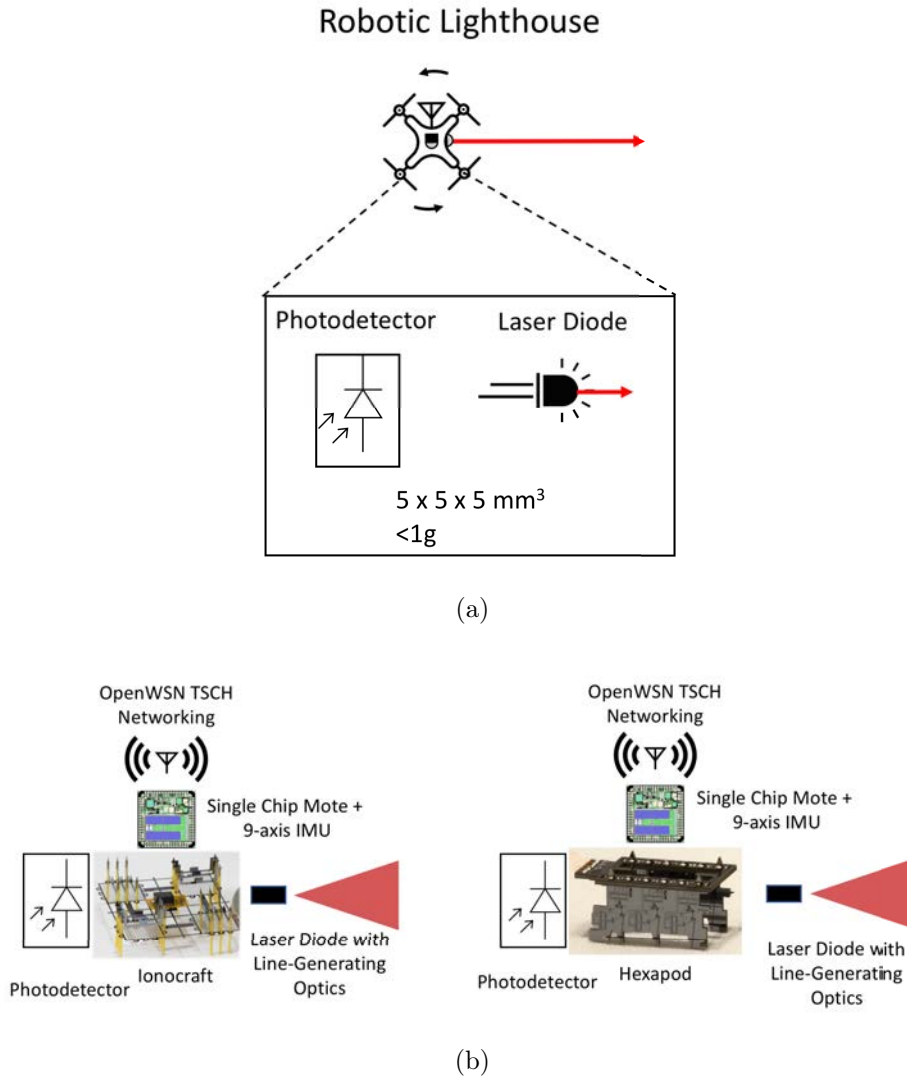 Robotic Lighthouse
Photodetector
Laser Diode
5 x 5 x 5 mm³
<1g
(a)
OpenWSN TSCH
Networking
Single Chip Mote +
9-axis IMU
Photodetector
Ionocraft
Laser Diode with
Line-Generating
Optics
OpenWSN TSCH
Networking
Single Chip Mote +
9-axis IMU
Photodetector
Hexapod
Laser Diode with
Line-Generating
Optics
(b)